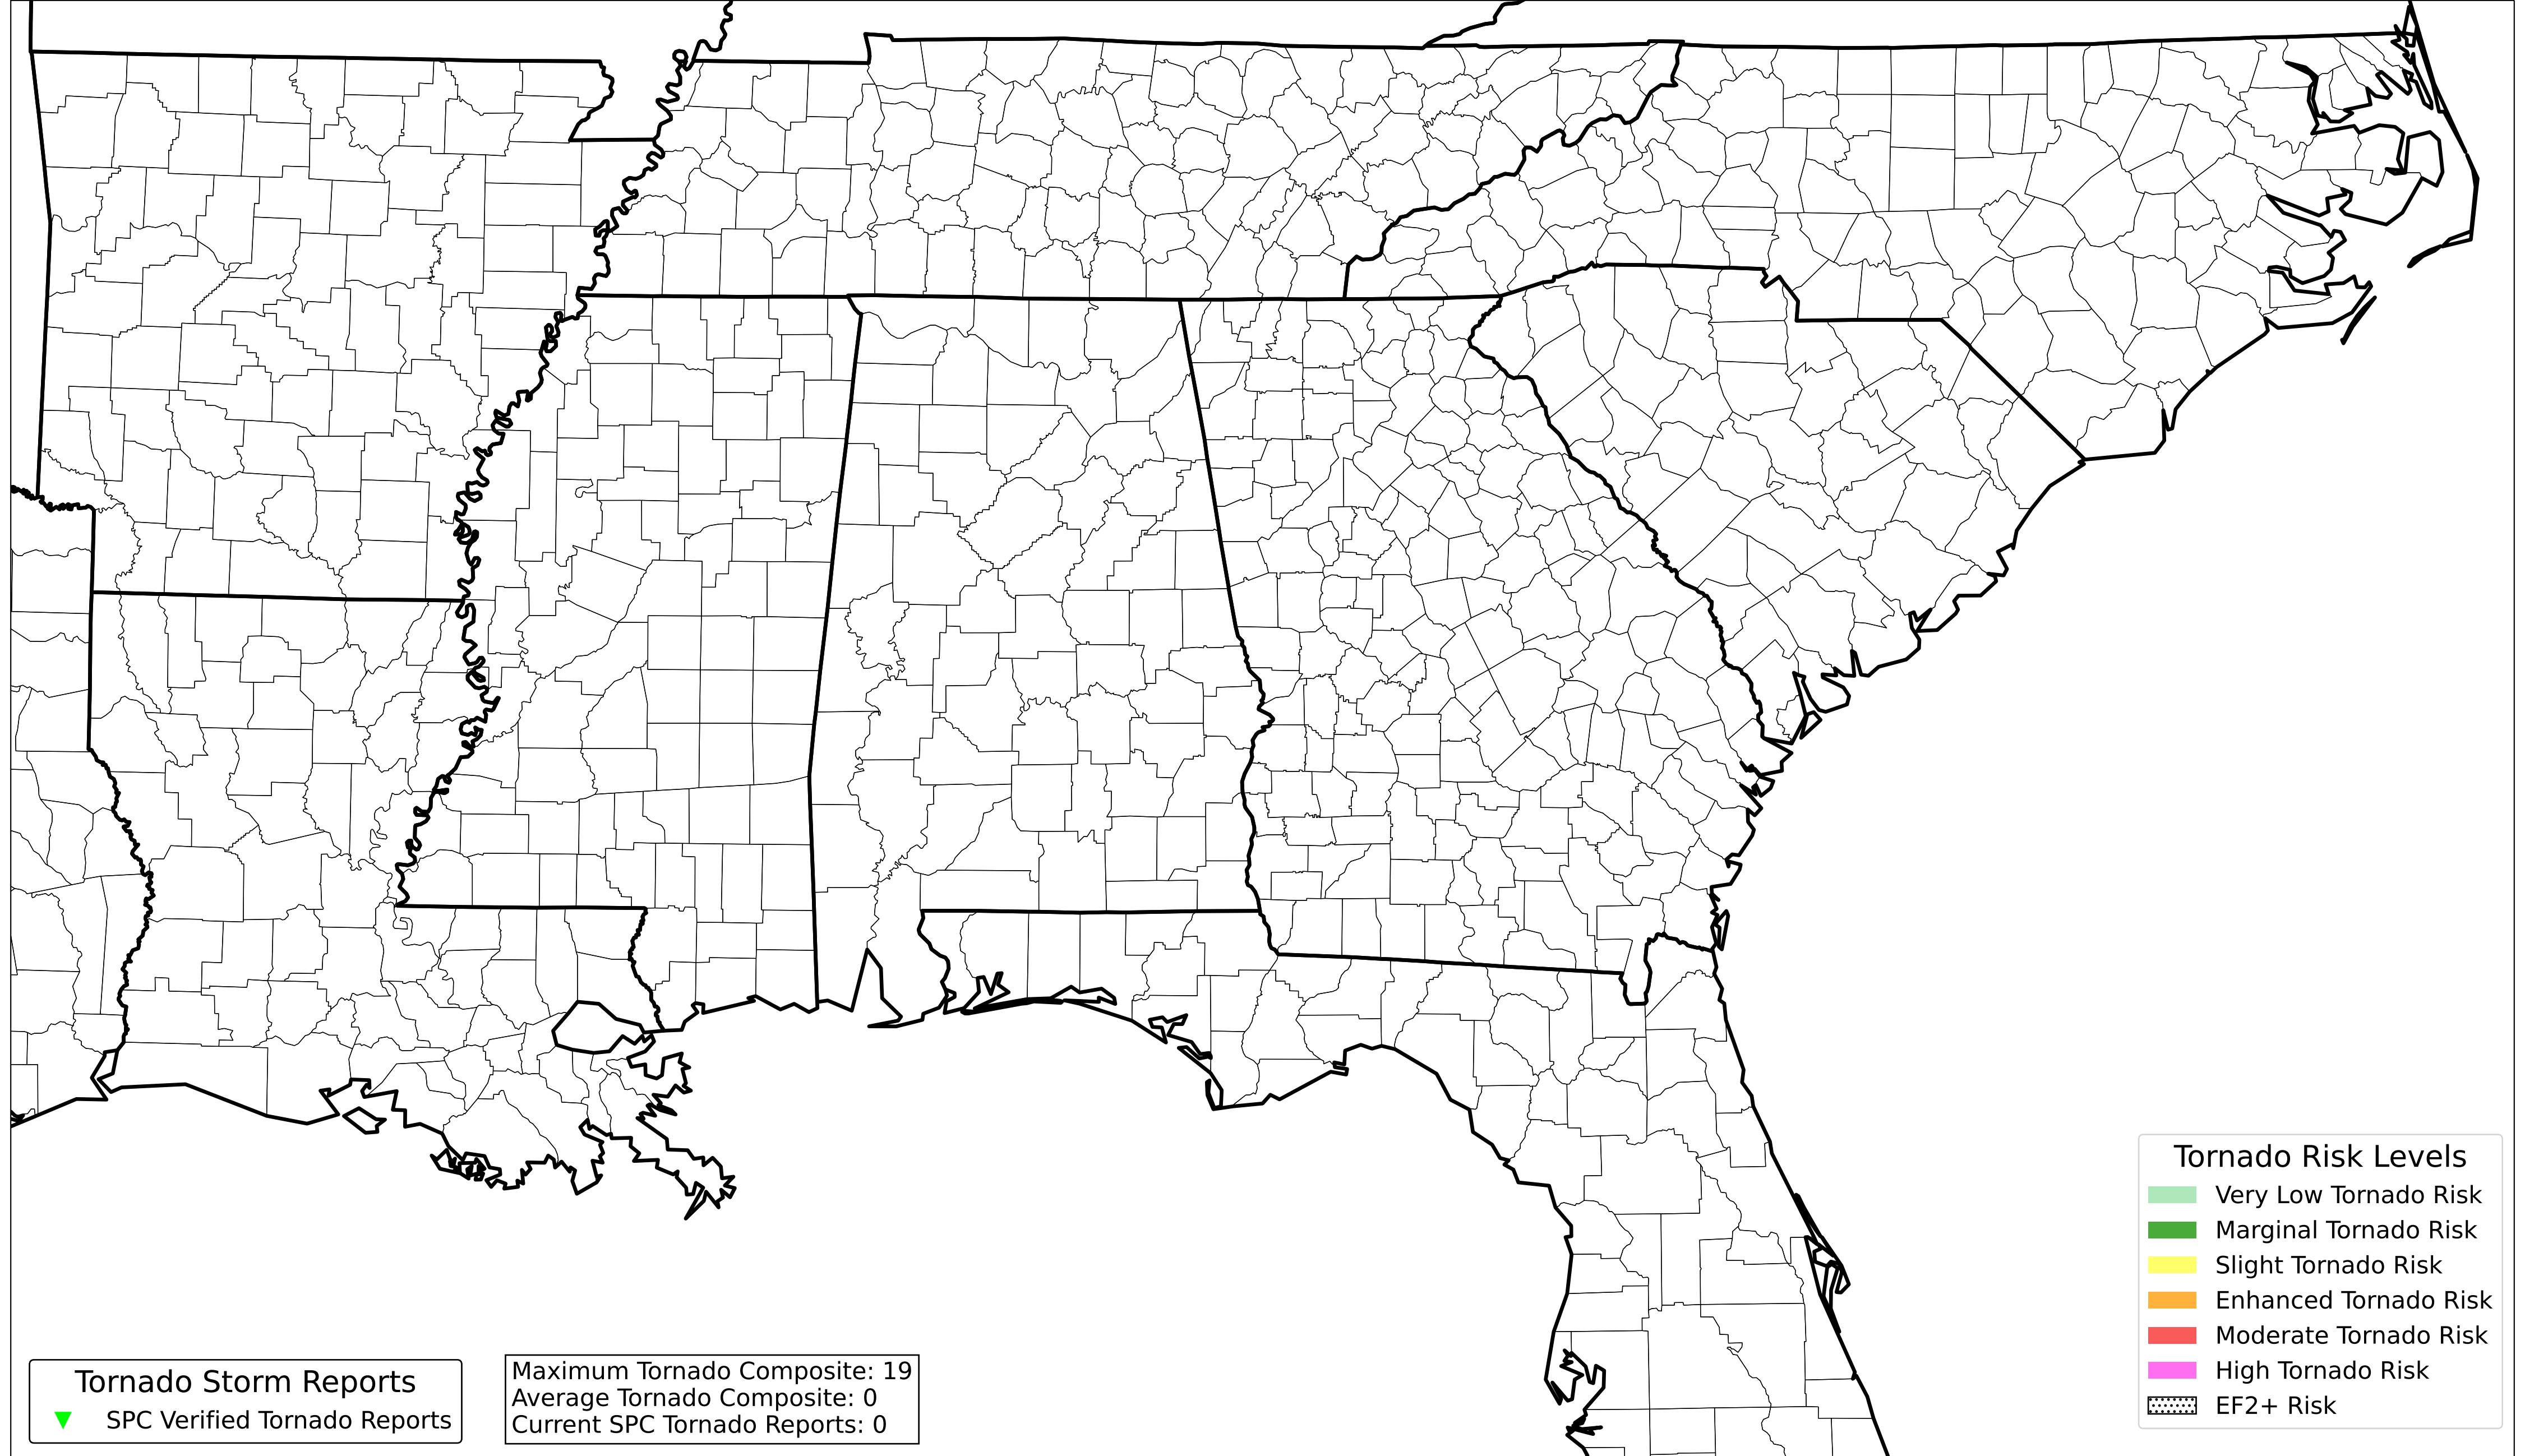 Tornado Risk Levels
Very Low Tornado Risk
Marginal Tornado Risk
Slight Tornado Risk
Enhanced Tornado Risk
Moderate Tornado Risk
High Tornado Risk
EF2+ Risk
Tornado Storm Reports
SPC Verified Tornado Reports
Maximum Tornado Composite: 19
Average Tornado Composite: 0
Current SPC Tornado Reports: 0